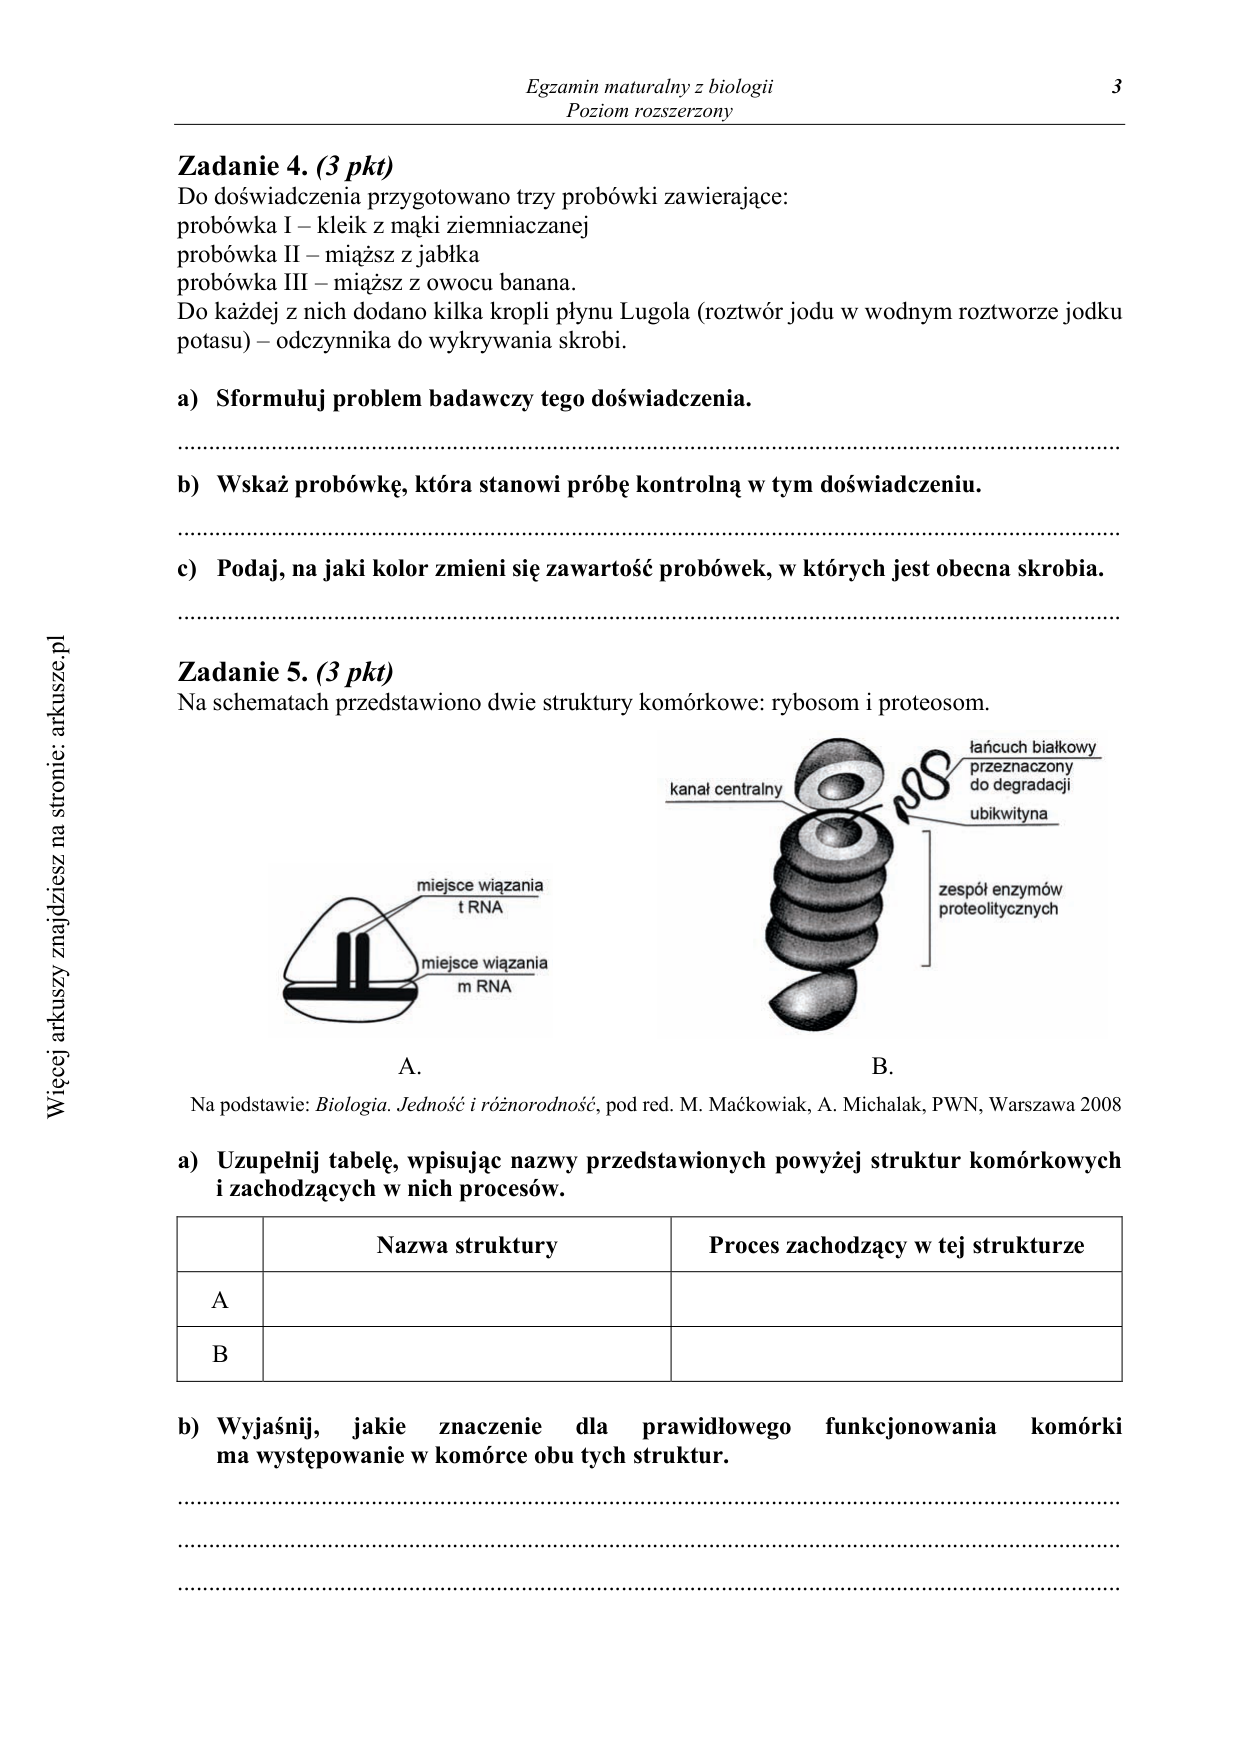 Egzamin maturalny z biologii
3
Poziom rozszerzony
Zadanie 4. (3 pkt)
Do doświadczenia przygotowano trzy probówki zawierające:
probówka I – kleik z mąki ziemniaczanej
probówka II – miąższ z jabłka
probówka III – miąższ z owocu banana.
Do każdej z nich dodano kilka kropli płynu Lugola (roztwór jodu w wodnym roztworze jodku
potasu) – odczynnika do wykrywania skrobi.
a) Sformułuj problem badawczy tego doświadczenia.
b) Wskaż probówkę, która stanowi próbę kontrolną w tym doświadczeniu.
c) Podaj, na jaki kolor zmieni się zawartość probówek, w których jest obecna skrobia.
Zadanie 5. (3 pkt)
Na schematach przedstawiono dwie struktury komórkowe: rybosom i proteosom.
miejsce wiązania
t RNA
miejsce wiązania
m RNA
A.
kanał centralny
łańcuch białkowy
przeznaczony
do degradacji
ubikwityna
zespół enzymów
proteolitycznych
B.
Na podstawie: Biologia. Jedność i różnorodność, pod red. M. Maćkowiak, A. Michalak, PWN, Warszawa 2008
a) Uzupełnij tabelę, wpisując nazwy przedstawionych powyżej struktur komórkowych
i zachodzących w nich procesów.
Nazwa struktury
Proces zachodzący w tej strukturze
A
B
b) Wyjaśnij, jakie znaczenie dla prawidłowego funkcjonowania komórki
ma występowanie w komórce obu tych struktur.
Więcej arkuszy znajdziesz na stronie: arkusze.pl